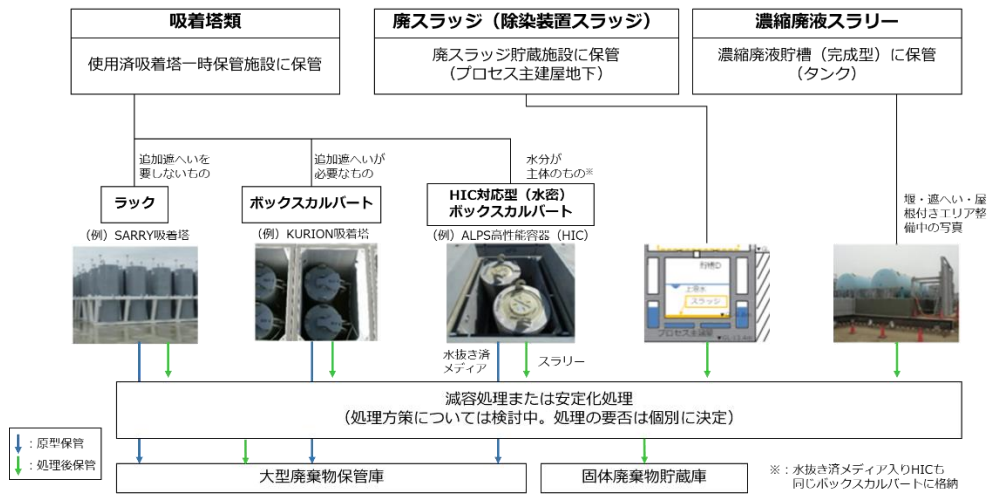 吸着塔類
使用済吸着塔一時保管施設に保管
廃スラッジ（除染装置スラッジ）
廃スラッジ貯蔵施設に保管
（プロセス主建屋地下）
濃縮廃液スラリー
濃縮廃液貯槽（完成型）に保管
（タンク）
追加遮へいを
要しないもの
追加遮へいが
必要なもの
水分が
主体のもの※
ラック
ボックスカルバート
HIC対応型（水密）
ボックスカルバート
（例）SARRY吸着塔
（例）KURION吸着塔
（例）ALPS高性能容器（HIC）
堰・遮へい・屋
根付きエリア整
備中の写真
上澄水
スラッジ
プロセス主建屋
水抜き済
メディア
スラリー
減容処理または安定化処理
（処理方策については検討中。処理の要否は個別に決定）
：原型保管
：処理後保管
大型廃棄物保管庫
固体廃棄物貯蔵庫
※：水抜き済メディア入りHICも
同じボックスカルバートに格納